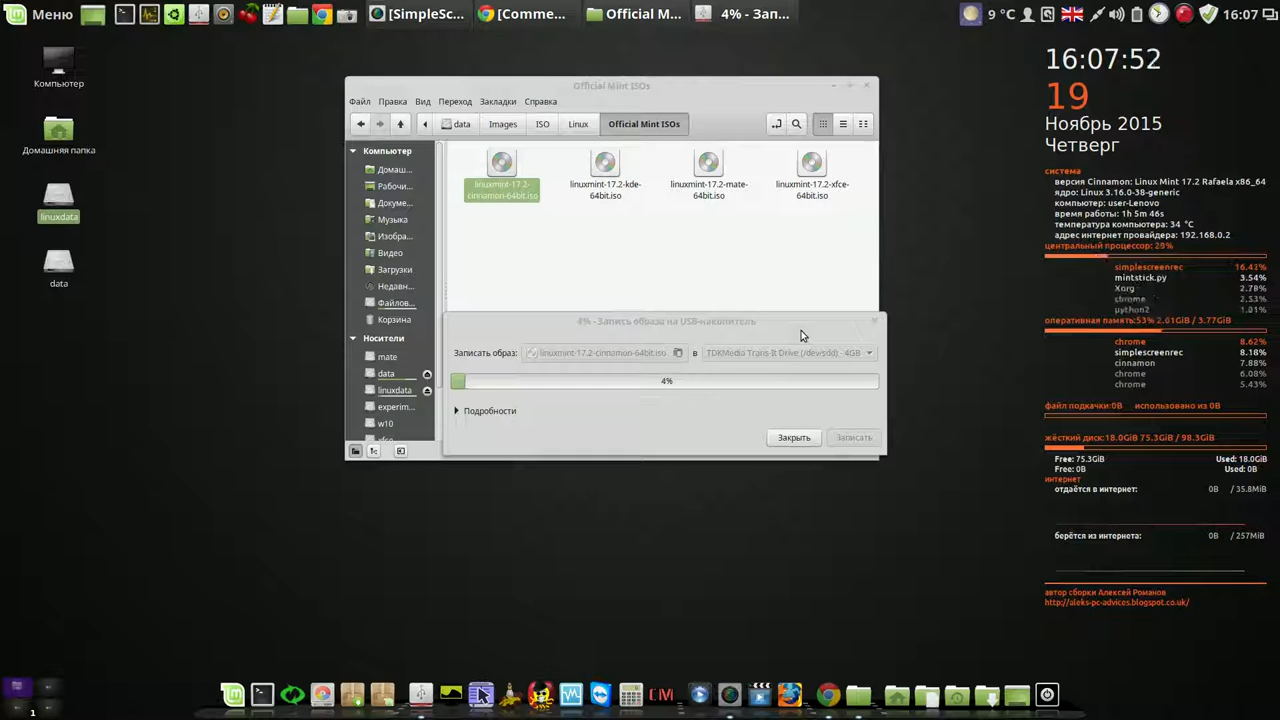 Меню
[SimpleSc...
[Comme...
Official M...
4% - Зап...
9 °C
16:07
Компьютер
Домашняя папка
linuxdata
data
Official Mint ISOs
Файл Правка Вид Переход Закладки Справка
data Images ISO Linux Official Mint ISOs
Компьютер
Домаш...
Рабочи...
Докуме...
Музыка
Изобра...
Видео
Загрузки
Недавн...
Файлов...
Корзина
Носители
mate
data
linuxdata
experim...
w10
xfce
linuxmint-17.2-
cinnamon-64bit.iso
linuxmint-17.2-kde-
64bit.iso
linuxmint-17.2-mate-
64bit.iso
linuxmint-17.2-xfce-
64bit.iso
4% - Запись образа на USB-накопитель
Записать образ: linuxmint-17.2-cinnamon-64bit.iso в TDKMedia Trans-It Drive (/dev/sdd) - 4GB
4%
Подробности
Закрыть Записать
16:07:52
19
Ноябрь 2015
Четверг
система
версия Cinnamon: Linux Mint 17.2 Rafaela x86_64
ядро: Linux 3.16.0-38-generic
компьютер: user-Lenovo
время работы: 1h 5m 46s
температура компьютера: 34 °C
адрес интернет провайдера: 192.168.0.2
центральный процессор: 28%
simplescreenrec 16.42%
mintstick.py 3.54%
Xorg 2.78%
chrome 2.53%
python2 1.01%
оперативная память:53% 2.01GiB / 3.77GiB
chrome 8.62%
simplescreenrec 8.18%
cinnamon 7.88%
chrome 6.08%
chrome 5.43%
файл подкачки:0B использовано из 0B
жёсткий диск:18.0GiB 75.3GiB / 98.3GiB
Free: 75.3GiB Used: 18.0GiB
Free: 0B Used: 0B
интернет
отдаётся в интернет: 0B / 35.8MiB
берётся из интернета: 0B / 257MiB
автор сборки Алексей Романов
http://aleks-pc-advices.blogspot.co.uk/
1